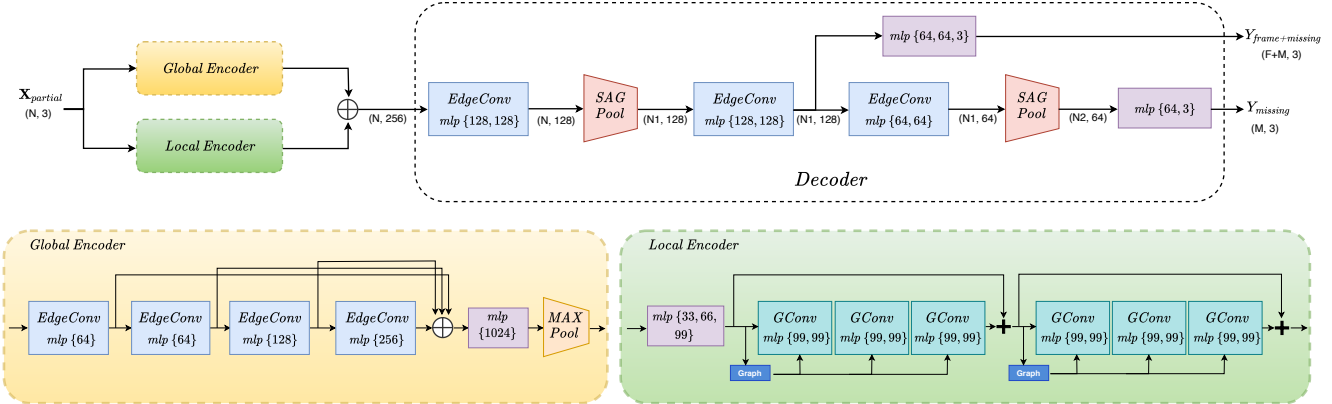 X_partial
(N, 3)
Global Encoder
Local Encoder
(N, 256)
EdgeConv
mlp {128, 128}
(N, 128)
SAG
Pool
(N1, 128)
EdgeConv
mlp {128, 128}
(N1, 128)
mlp {64, 64, 3}
Y_frame+missing
(F+M, 3)
EdgeConv
mlp {64, 64}
(N1, 64)
SAG
Pool
(N2, 64)
mlp {64, 3}
Y_missing
(M, 3)
Decoder
Global Encoder
EdgeConv
mlp {64}
EdgeConv
mlp {64}
EdgeConv
mlp {128}
EdgeConv
mlp {256}
mlp
{1024}
MAX
Pool
Local Encoder
mlp {33, 66,
99}
Graph
GConv
mlp {99, 99}
GConv
mlp {99, 99}
GConv
mlp {99, 99}
Graph
GConv
mlp {99, 99}
GConv
mlp {99, 99}
GConv
mlp {99, 99}